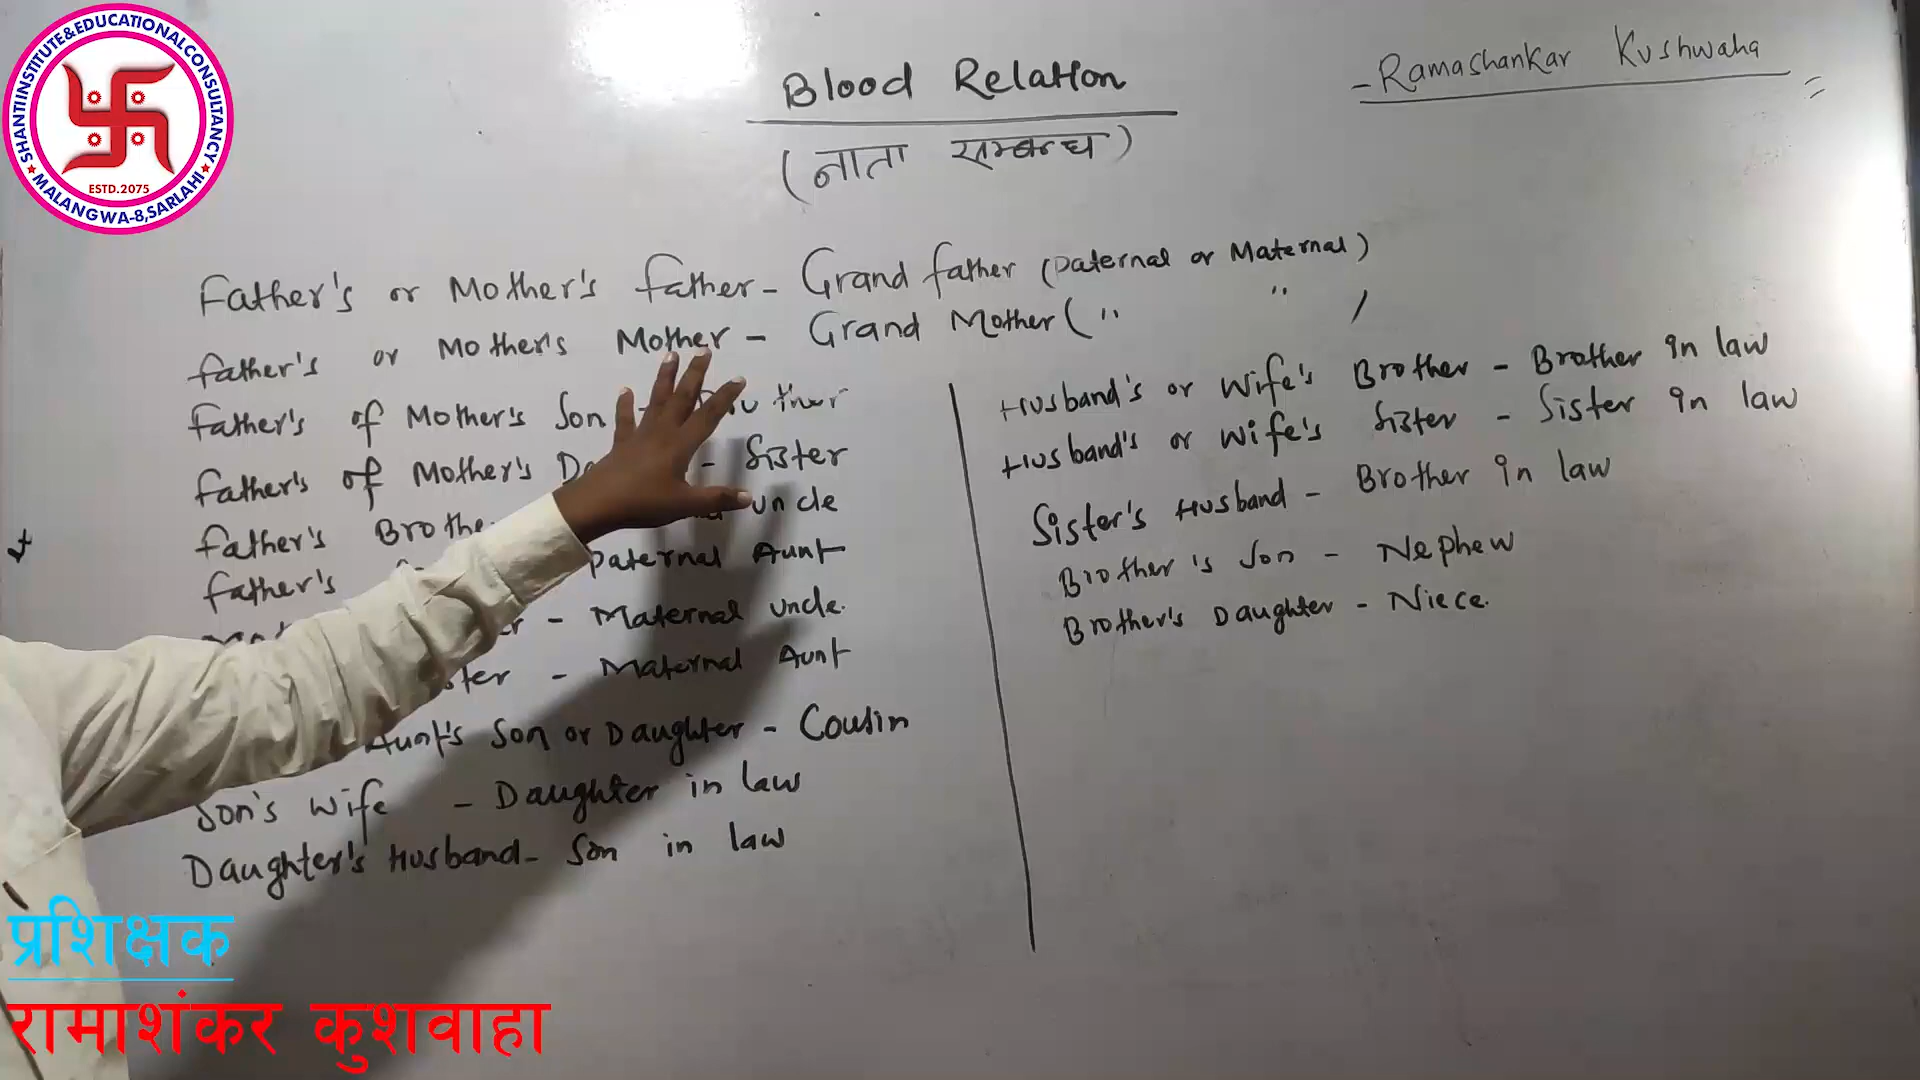 SHANTI INSTITUTE & EDUCATIONAL CONSULTANCY
ESTD.2075
MALANGWA-8,SARLAHI
Blood Relation
(नाता सम्बन्ध)
- Ramashankar Kushwaha
Father's or Mother's father - Grand father (Paternal or Maternal)
father's or Mother's Mother - Grand Mother ( " "
father's of Mother's Son -
father's of Mother's - Sister
father's uncle
father's Paternal Aunt
- Maternal uncle.
- Maternal Aunt
Aunt's Son or Daughter - Cousin
Son's wife - Daughter in law
Daughter's Husband - Son in law
Husband's or Wife's Brother - Brother in law
Husband's or Wife's Sister - Sister in law
Sister's Husband - Brother in law
Brother's Son - Nephew
Brother's Daughter - Niece.
प्रशिक्षक
रामाशंकर कुशवाहा